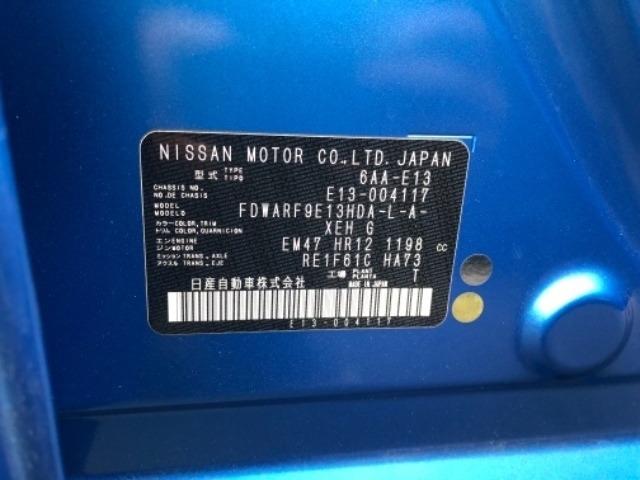 NISSAN MOTOR CO.,LTD. JAPAN
型式 TYPE TIPO 6AA-E13
CHASSIS NO. NO.DE CHASSIS E13-004117
MODEL MODELO FDWARF9E13HDA-L-A-
カラー COLOR,TRIM トリム COLOR,GUARNICION XEH G
エンジン ENGINE MOTOR EM47 HR12 1198 cc
ミッション TRANS.,AXLE アクスル TRANS.,EJE RE1F61C HA73
工場 PLANT PLANTA T
日産自動車株式会社 MADE IN JAPAN
E13-004117